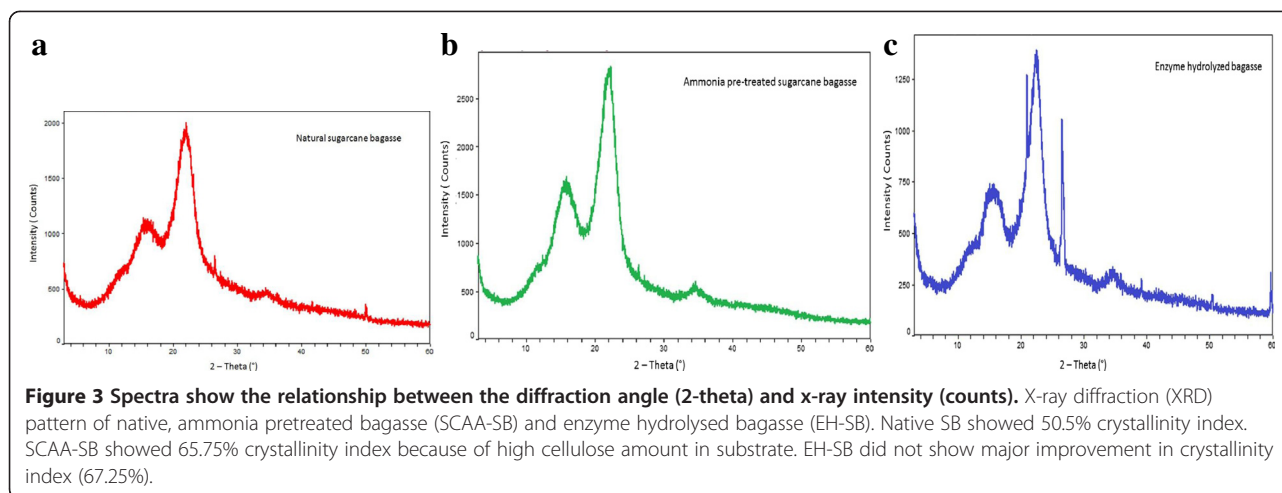 a
Natural sugarcane bagasse
2000
1500
1000
500
0
Intensity (Counts)
10 20 30 40 50 60
2 – Theta (°)
b
Ammonia pre-treated sugarcane bagasse
2500
2000
1500
1000
500
0
Intensity (Counts)
10 20 30 40 50 60
2 – Theta (°)
c
Enzyme hydrolyzed bagasse
1250
1000
750
500
250
0
Intensity (Counts)
10 20 30 40 50 60
2 – Theta (°)
Figure 3 Spectra show the relationship between the diffraction angle (2-theta) and x-ray intensity (counts). X-ray diffraction (XRD)
pattern of native, ammonia pretreated bagasse (SCAA-SB) and enzyme hydrolysed bagasse (EH-SB). Native SB showed 50.5% crystallinity index.
SCAA-SB showed 65.75% crystallinity index because of high cellulose amount in substrate. EH-SB did not show major improvement in crystallinity
index (67.25%).